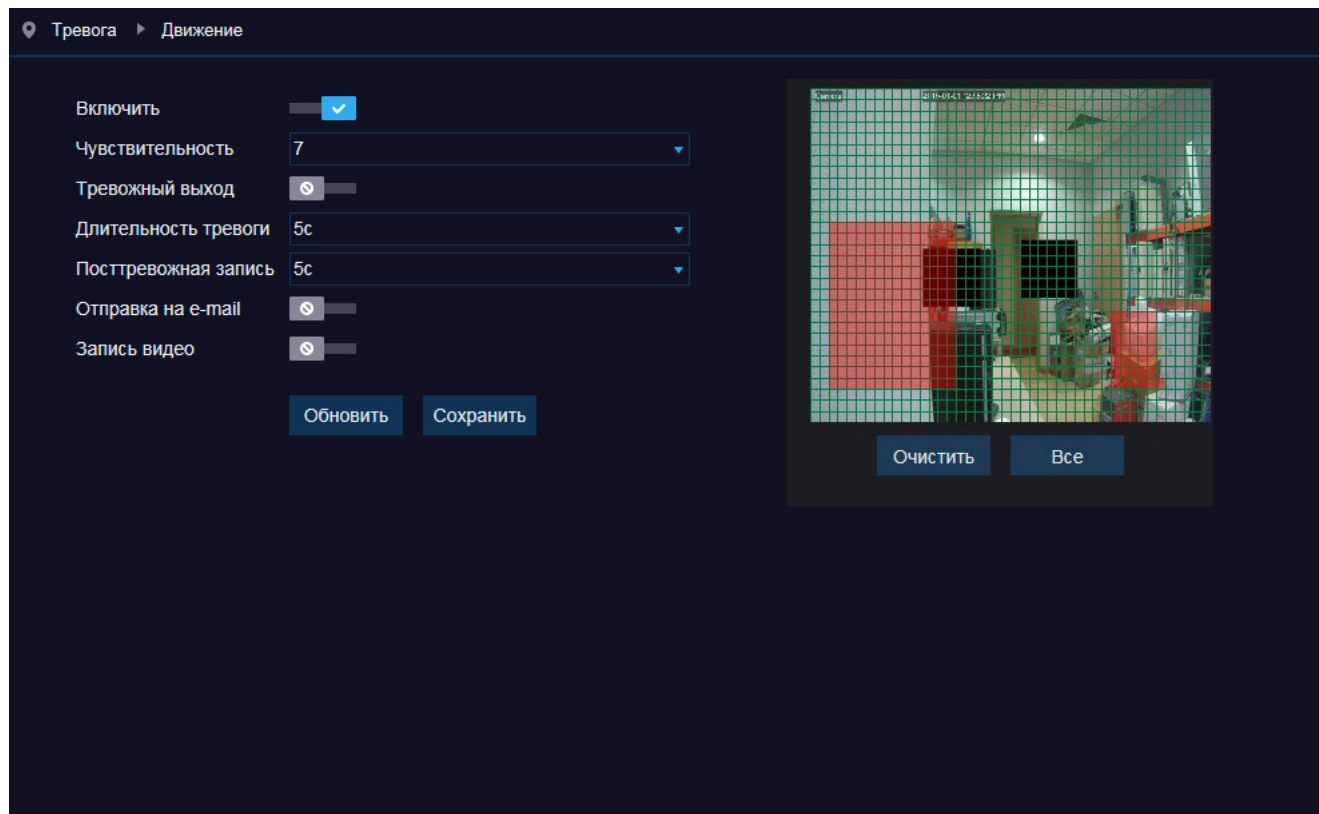 Тревога Движение
Включить
Чувствительность 7
Тревожный выход
Длительность тревоги 5с
Посттревожная запись 5с
Отправка на e-mail
Запись видео
Обновить Сохранить
Camera
Очистить Все